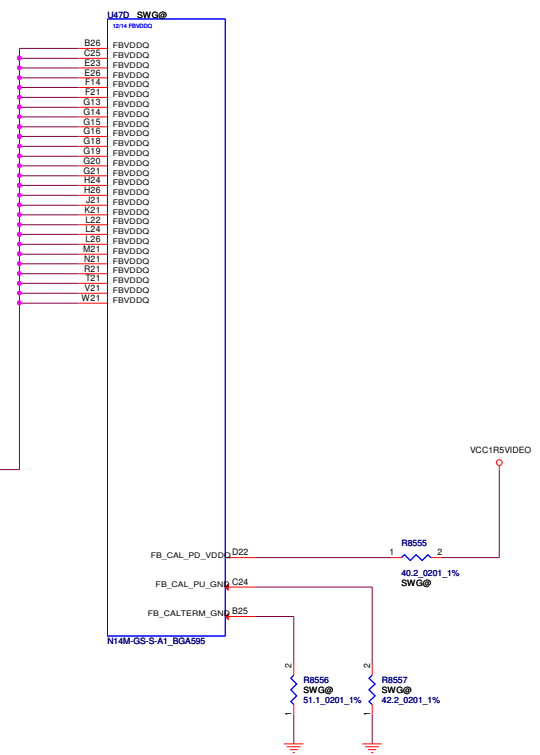 U47D SWG@
12/14 FBVDDQ
B26 FBVDDQ
C25 FBVDDQ
E23 FBVDDQ
E26 FBVDDQ
F14 FBVDDQ
F21 FBVDDQ
G13 FBVDDQ
G14 FBVDDQ
G15 FBVDDQ
G16 FBVDDQ
G18 FBVDDQ
G19 FBVDDQ
G20 FBVDDQ
G21 FBVDDQ
H24 FBVDDQ
H26 FBVDDQ
J21 FBVDDQ
K21 FBVDDQ
L22 FBVDDQ
L24 FBVDDQ
L26 FBVDDQ
M21 FBVDDQ
N21 FBVDDQ
R21 FBVDDQ
T21 FBVDDQ
V21 FBVDDQ
W21 FBVDDQ
VCC1R5VIDEO
R8555
FB_CAL_PD_VDDQ D22 1 2
40.2_0201_1%
SWG@
FB_CAL_PU_GND C24
FB_CALTERM_GND B25
N14M-GS-S-A1_BGA595
2 2
R8556 R8557
SWG@ SWG@
51.1_0201_1% 42.2_0201_1%
1 1